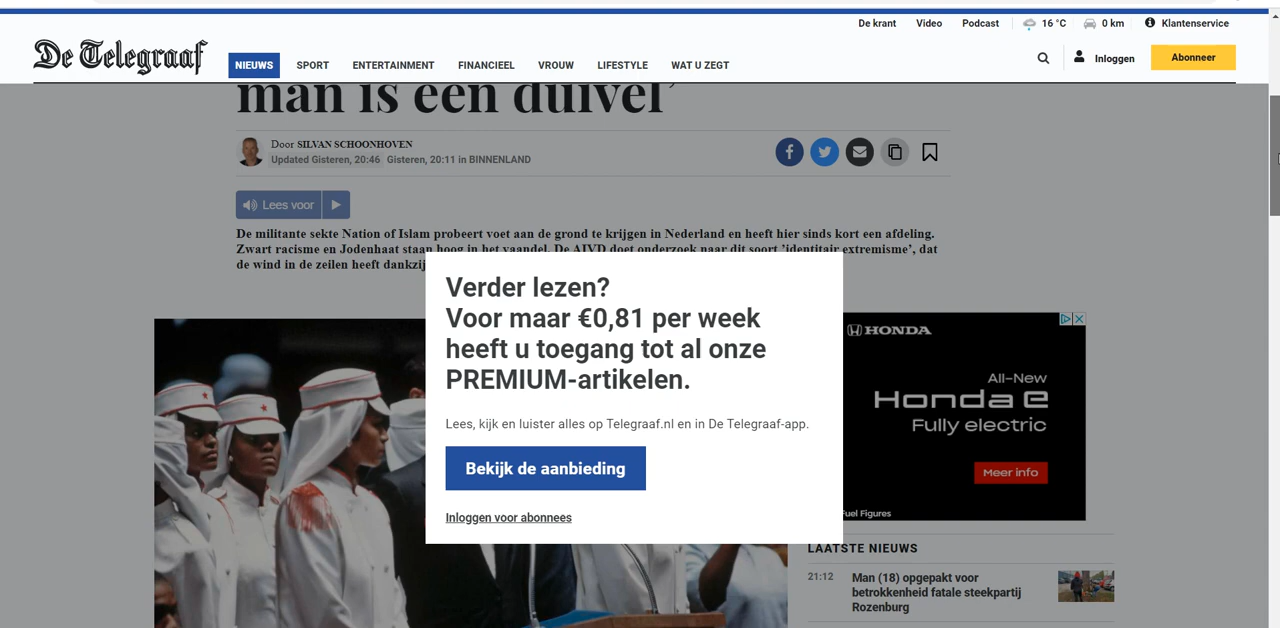 De krant Video Podcast 16 °C 0 km Klantenservice
De Telegraaf
NIEUWS SPORT ENTERTAINMENT FINANCIEEL VROUW LIFESTYLE WAT U ZEGT
Inloggen Abonneer
man is een duivel’
Door SILVAN SCHOONHOVEN
Updated Gisteren, 20:46 Gisteren, 20:11 in BINNENLAND
Lees voor
De militante sekte Nation of Islam probeert voet aan de grond te krijgen in Nederland en heeft hier sinds kort een afdeling.
Zwart racisme en Jodenhaat staan hoog in het vaandel. De AIVD doet onderzoek naar dit soort ’identitair extremisme’, dat
de wind in de zeilen heeft dankzij
Verder lezen?
Voor maar €0,81 per week
heeft u toegang tot al onze
PREMIUM-artikelen.
Lees, kijk en luister alles op Telegraaf.nl en in De Telegraaf-app.
Bekijk de aanbieding
Inloggen voor abonnees
HONDA
All-New
Honda e
Fully electric
Meer info
Fuel Figures
LAATSTE NIEUWS
21:12 Man (18) opgepakt voor
betrokkenheid fatale steekpartij
Rozenburg